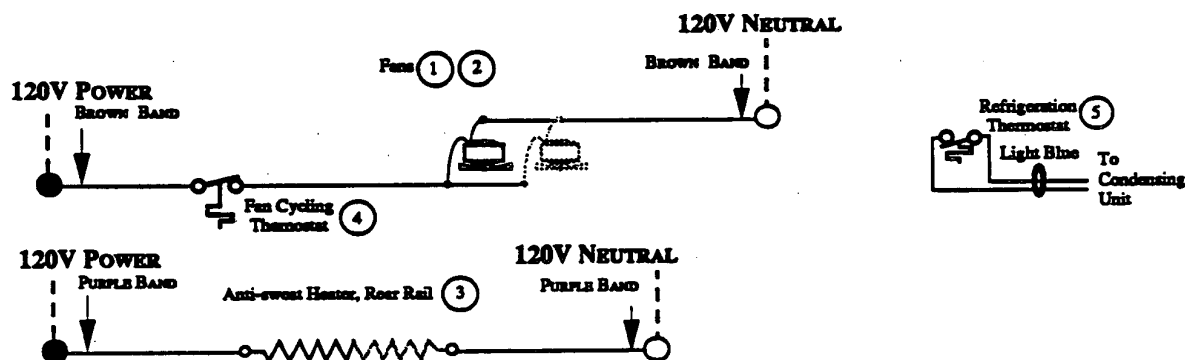 120V NEUTRAL
Fans 1 2
BROWN BAND
120V POWER
BROWN BAND
Fan Cycling
Thermostat 4
Refrigeration
Thermostat 5
Light Blue
To
Condensing
Unit
120V POWER
PURPLE BAND
Anti-sweat Heater, Rear Rail 3
120V NEUTRAL
PURPLE BAND